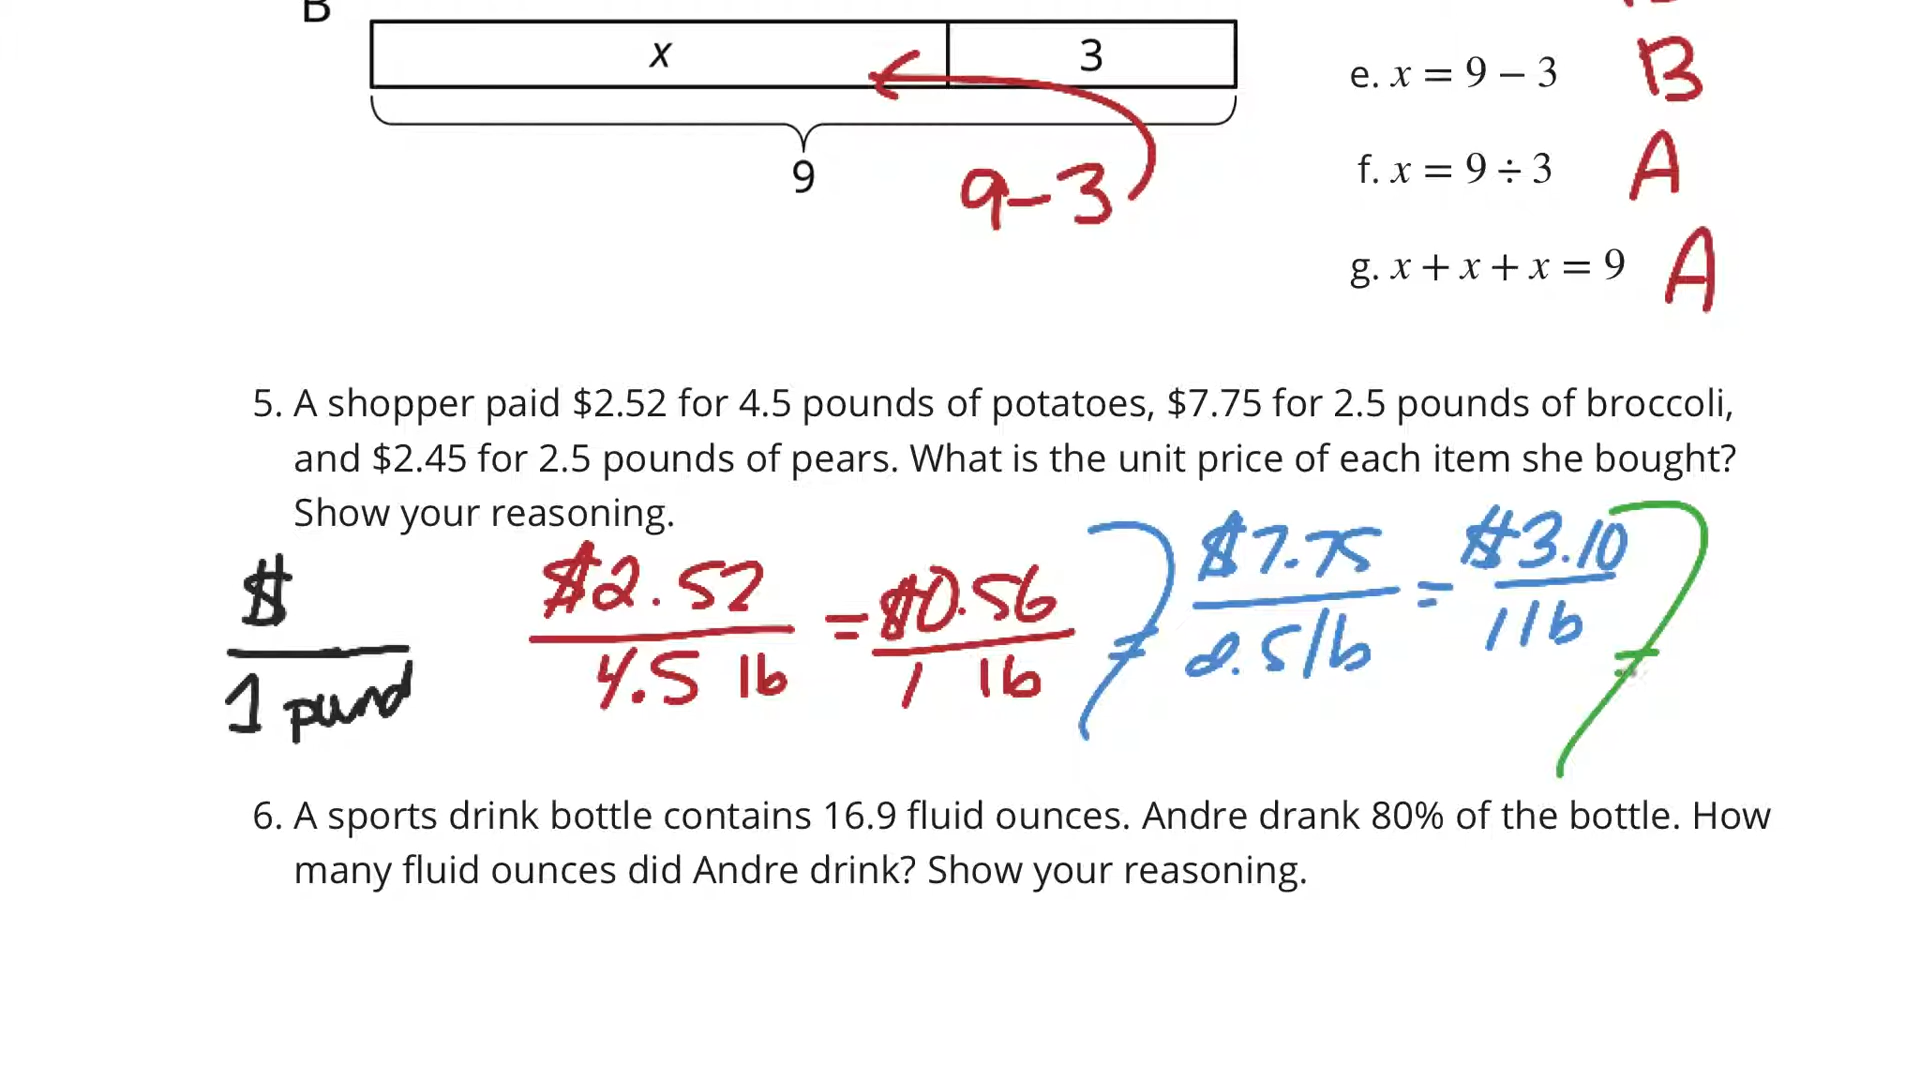 B
x 3
9
9-3
e. x = 9 − 3 B
f. x = 9 ÷ 3 A
g. x + x + x = 9 A
5. A shopper paid $2.52 for 4.5 pounds of potatoes, $7.75 for 2.5 pounds of broccoli,
and $2.45 for 2.5 pounds of pears. What is the unit price of each item she bought?
Show your reasoning.
$
1 pund
$2.52 = $0.56
4.5 lb 1 lb
$7.75 = $3.10
2.5 lb 1 lb
6. A sports drink bottle contains 16.9 fluid ounces. Andre drank 80% of the bottle. How
many fluid ounces did Andre drink? Show your reasoning.